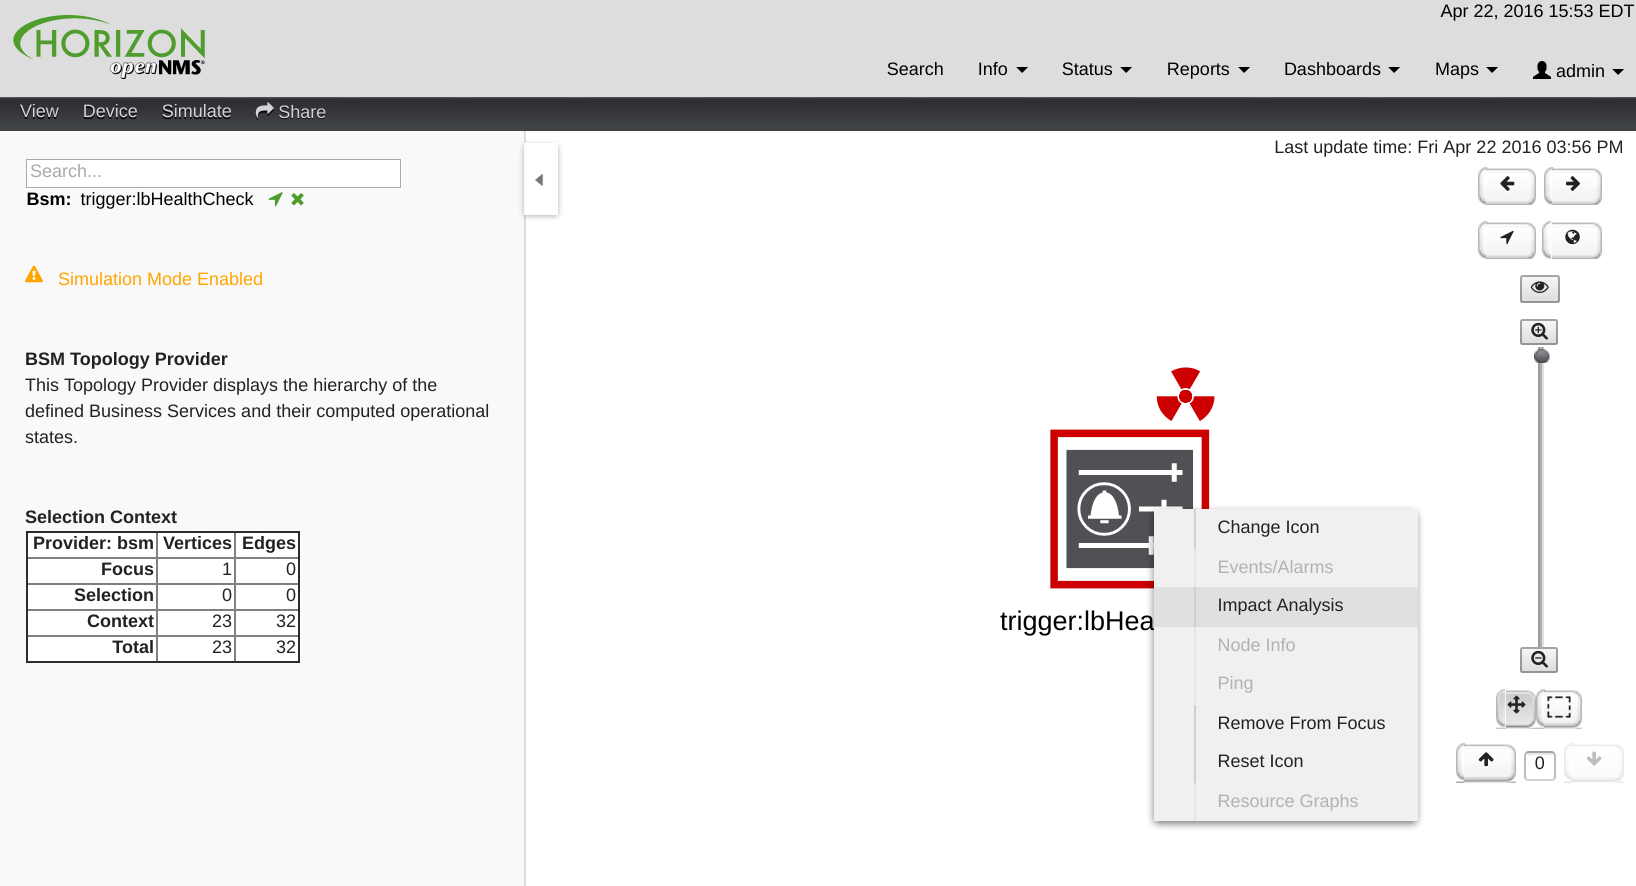 Apr 22, 2016 15:53 EDT
HORIZON
openNMS®
Search Info Status Reports Dashboards Maps admin
View Device Simulate Share
Last update time: Fri Apr 22 2016 03:56 PM
Search...
Bsm: trigger:lbHealthCheck
Simulation Mode Enabled
BSM Topology Provider
This Topology Provider displays the hierarchy of the
defined Business Services and their computed operational
states.
Selection Context
Provider: bsm Vertices Edges
Focus 1 0
Selection 0 0
Context 23 32
Total 23 32
trigger:lbHea
Change Icon
Events/Alarms
Impact Analysis
Node Info
Ping
Remove From Focus
Reset Icon
Resource Graphs
0